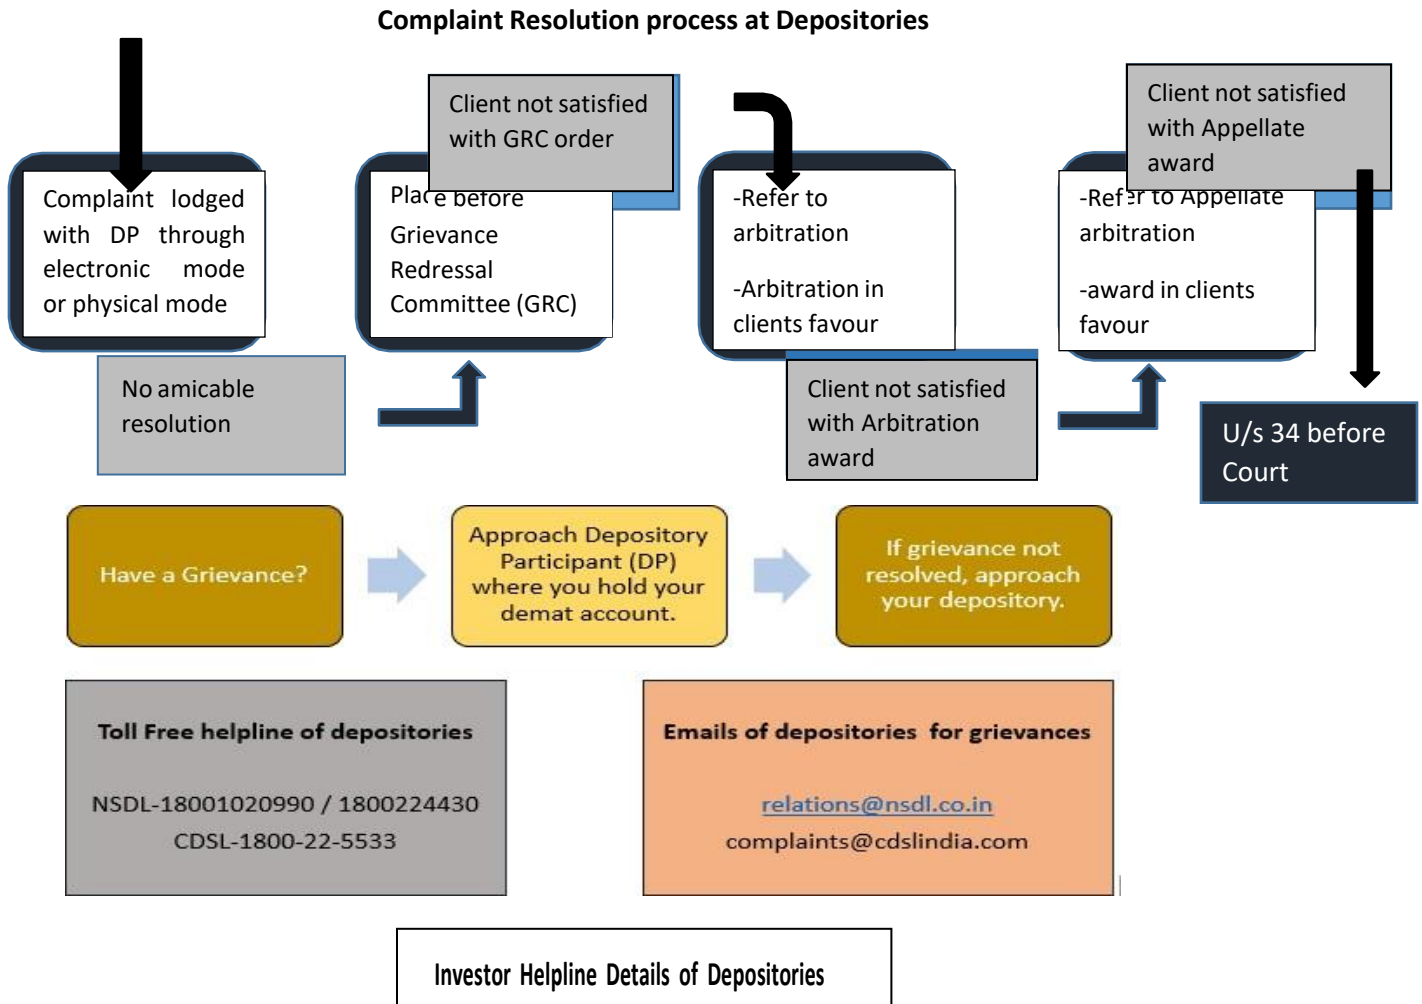 Complaint Resolution process at Depositories
Complaint lodged
with DP through
electronic mode
or physical mode
No amicable
resolution
Place before
Grievance
Redressal
Committee (GRC)
Client not satisfied
with GRC order
-Refer to
arbitration
-Arbitration in
clients favour
Client not satisfied
with Arbitration
award
-Refer to Appellate
arbitration
-award in clients
favour
Client not satisfied
with Appellate
award
U/s 34 before
Court
Have a Grievance?
Approach Depository
Participant (DP)
where you hold your
demat account.
If grievance not
resolved, approach
your depository.
Toll Free helpline of depositories
NSDL-18001020990 / 1800224430
CDSL-1800-22-5533
Emails of depositories for grievances
relations@nsdl.co.in
complaints@cdslindia.com
Investor Helpline Details of Depositories